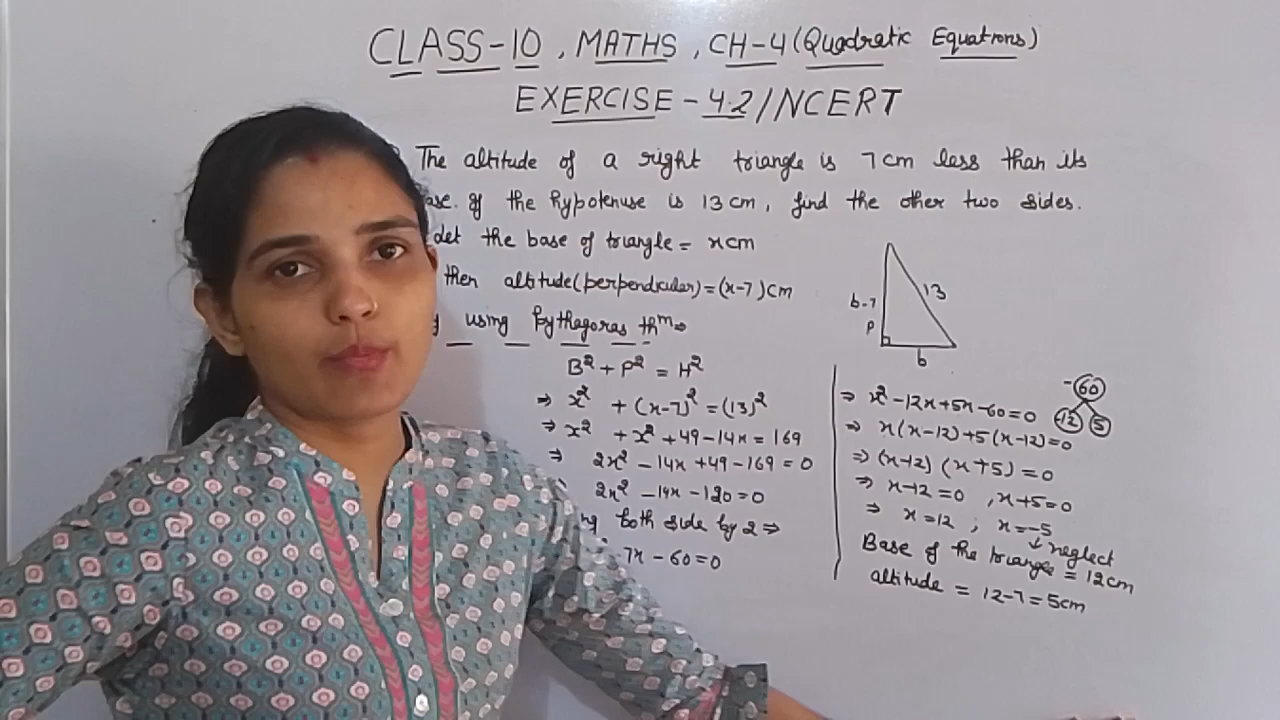 CLASS-10, MATHS, CH-4 (Quadratic Equations)
EXERCISE-4.2/NCERT
The altitude of a right triangle is 7cm less than its
ase. If the hypotenuse is 13cm, find the other two sides.
Let the base of triangle = x cm
then altitude(perpendicular)=(x-7)cm
y using Pythagoras thm⇒
B² + P² = H²
⇒ x² + (x-7)² = (13)²
⇒ x² + x² + 49 - 14x = 169
⇒ 2x² - 14x + 49 - 169 = 0
2x² - 14x - 120 = 0
ng both side by 2 ⇒
7x - 60 = 0
b-7
P
13
b
⇒ x² - 12x + 5x - 60 = 0
-60
-12 5
⇒ x(x-12)+5(x-12)=0
⇒ (x-12) (x+5) = 0
⇒ x-12=0 , x+5=0
⇒ x=12 ; x=-5
↓ neglect
Base of the triangle = 12cm
altitude = 12-7=5cm